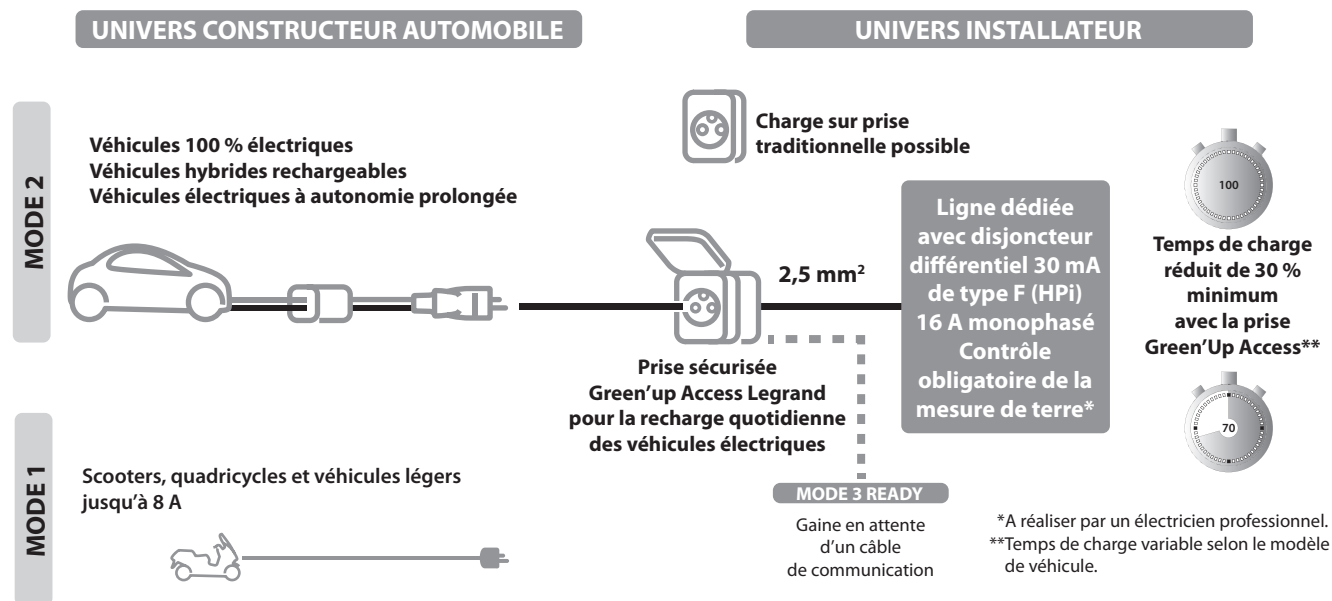 UNIVERS CONSTRUCTEUR AUTOMOBILE
UNIVERS INSTALLATEUR
MODE 2
Véhicules 100 % électriques
Véhicules hybrides rechargeables
Véhicules électriques à autonomie prolongée
Charge sur prise
traditionnelle possible
2,5 mm²
Prise sécurisée
Green'up Access Legrand
pour la recharge quotidienne
des véhicules électriques
Ligne dédiée
avec disjoncteur
différentiel 30 mA
de type F (HPi)
16 A monophasé
Contrôle
obligatoire de la
mesure de terre*
100
Temps de charge
réduit de 30 %
minimum
avec la prise
Green'Up Access**
70
MODE 1
Scooters, quadricycles et véhicules légers
jusqu'à 8 A
MODE 3 READY
Gaine en attente
d'un câble
de communication
*A réaliser par un électricien professionnel.
**Temps de charge variable selon le modèle
de véhicule.